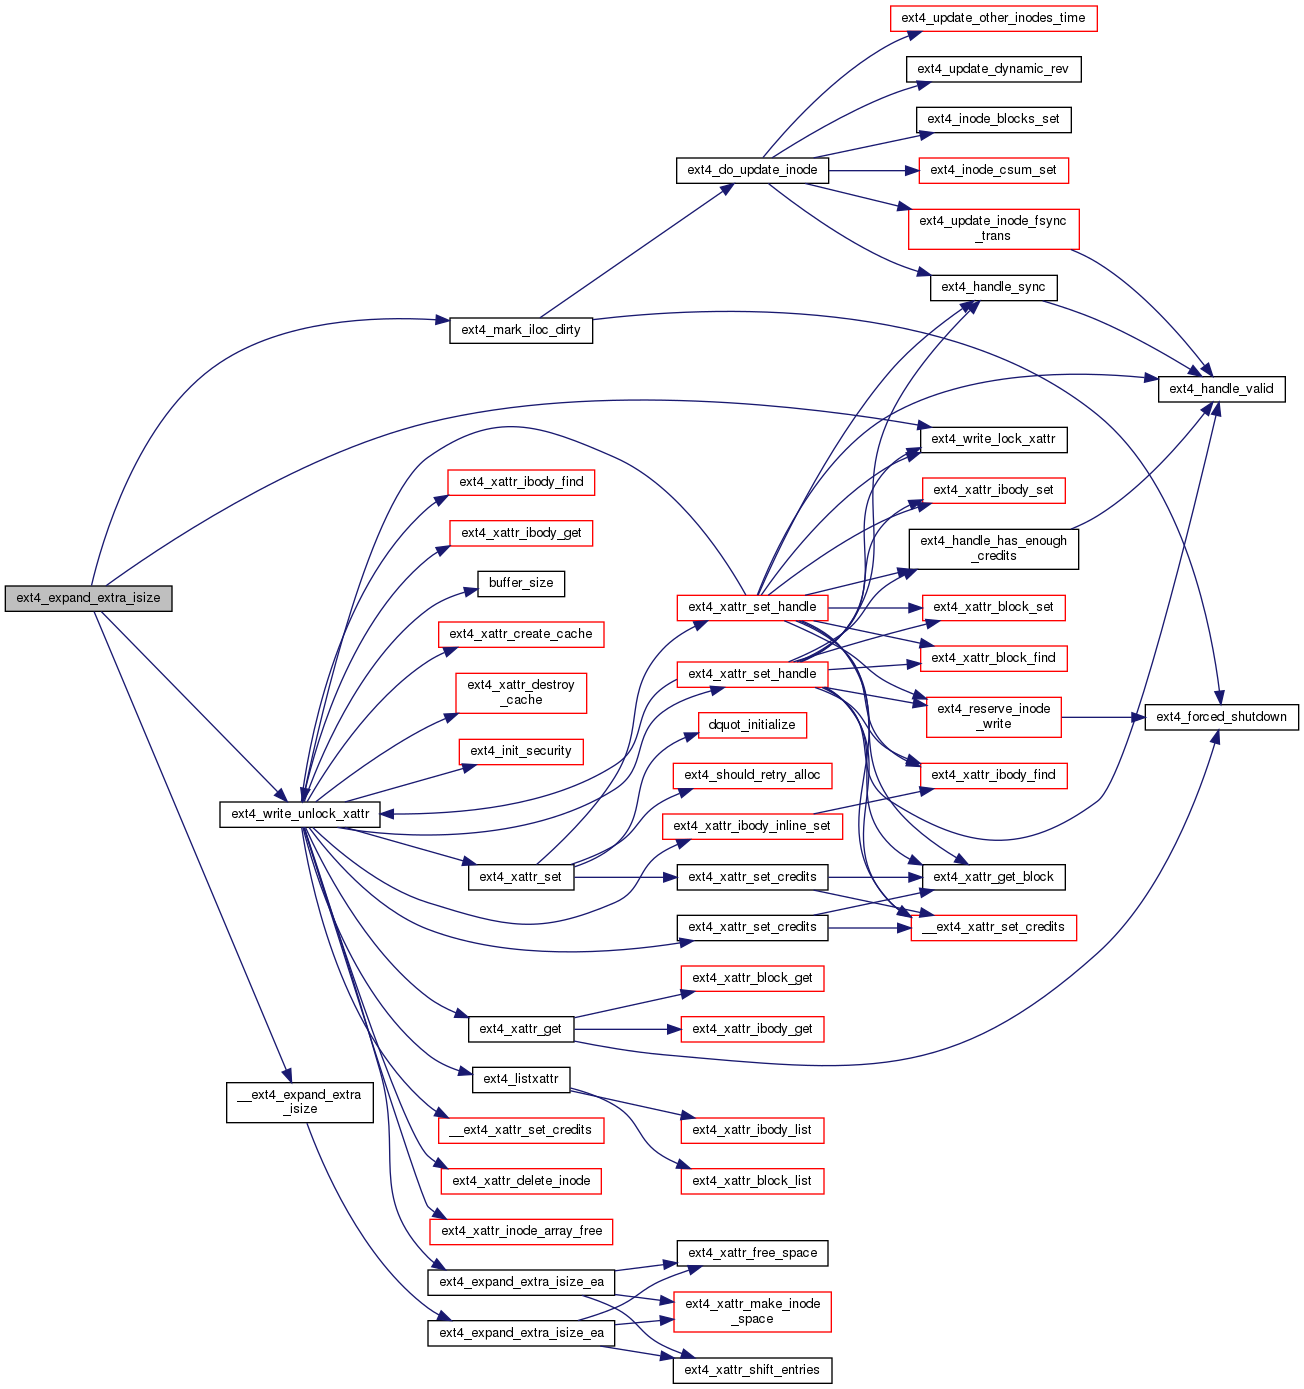 ext4_update_other_inodes_time
ext4_update_dynamic_rev
ext4_inode_blocks_set
ext4_do_update_inode
ext4_inode_csum_set
ext4_update_inode_fsync
_trans
ext4_handle_sync
ext4_mark_iloc_dirty
ext4_handle_valid
ext4_write_lock_xattr
ext4_xattr_ibody_find
ext4_xattr_ibody_set
ext4_xattr_ibody_get
ext4_handle_has_enough
_credits
buffer_size
ext4_expand_extra_isize
ext4_xattr_set_handle
ext4_xattr_block_set
ext4_xattr_create_cache
ext4_xattr_block_find
ext4_xattr_set_handle
ext4_xattr_destroy
_cache
ext4_reserve_inode
_write
ext4_forced_shutdown
dquot_initialize
ext4_init_security
ext4_should_retry_alloc
ext4_xattr_ibody_find
ext4_write_unlock_xattr
ext4_xattr_ibody_inline_set
ext4_xattr_set
ext4_xattr_set_credits
ext4_xattr_get_block
ext4_xattr_set_credits
__ext4_xattr_set_credits
ext4_xattr_block_get
ext4_xattr_get
ext4_xattr_ibody_get
ext4_listxattr
__ext4_expand_extra
_isize
__ext4_xattr_set_credits
ext4_xattr_ibody_list
ext4_xattr_delete_inode
ext4_xattr_block_list
ext4_xattr_inode_array_free
ext4_xattr_free_space
ext4_expand_extra_isize_ea
ext4_xattr_make_inode
_space
ext4_expand_extra_isize_ea
ext4_xattr_shift_entries